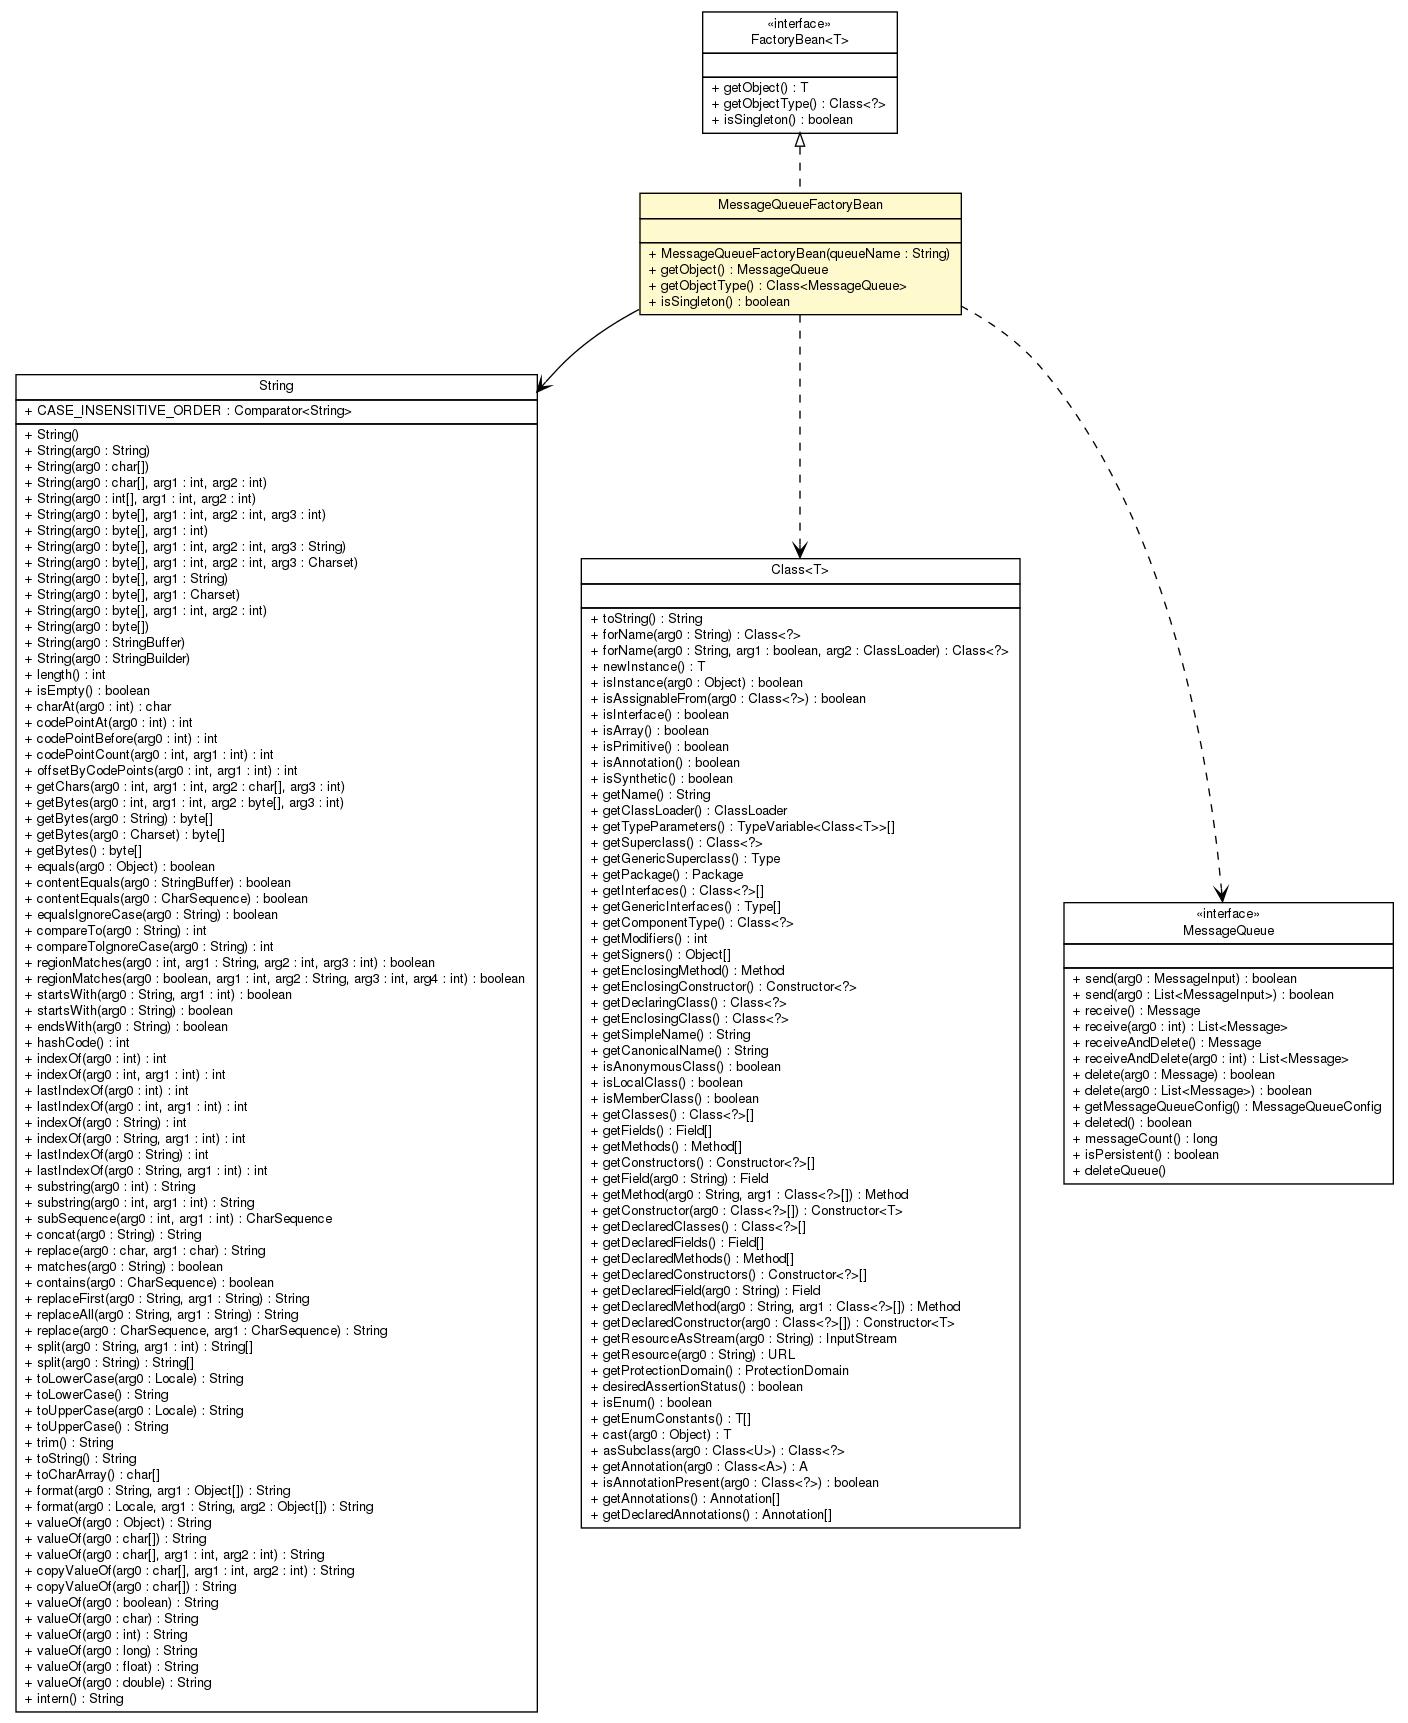 «interface»
FactoryBean<T>
+ getObject() : T
+ getObjectType() : Class<?>
+ isSingleton() : boolean
MessageQueueFactoryBean
+ MessageQueueFactoryBean(queueName : String)
+ getObject() : MessageQueue
+ getObjectType() : Class<MessageQueue>
+ isSingleton() : boolean
String
+ CASE_INSENSITIVE_ORDER : Comparator<String>
+ String()
+ String(arg0 : String)
+ String(arg0 : char[])
+ String(arg0 : char[], arg1 : int, arg2 : int)
+ String(arg0 : int[], arg1 : int, arg2 : int)
+ String(arg0 : byte[], arg1 : int, arg2 : int, arg3 : int)
+ String(arg0 : byte[], arg1 : int)
+ String(arg0 : byte[], arg1 : int, arg2 : int, arg3 : String)
+ String(arg0 : byte[], arg1 : int, arg2 : int, arg3 : Charset)
+ String(arg0 : byte[], arg1 : String)
+ String(arg0 : byte[], arg1 : Charset)
+ String(arg0 : byte[], arg1 : int, arg2 : int)
+ String(arg0 : byte[])
+ String(arg0 : StringBuffer)
+ String(arg0 : StringBuilder)
+ length() : int
+ isEmpty() : boolean
+ charAt(arg0 : int) : char
+ codePointAt(arg0 : int) : int
+ codePointBefore(arg0 : int) : int
+ codePointCount(arg0 : int, arg1 : int) : int
+ offsetByCodePoints(arg0 : int, arg1 : int) : int
+ getChars(arg0 : int, arg1 : int, arg2 : char[], arg3 : int)
+ getBytes(arg0 : int, arg1 : int, arg2 : byte[], arg3 : int)
+ getBytes(arg0 : String) : byte[]
+ getBytes(arg0 : Charset) : byte[]
+ getBytes() : byte[]
+ equals(arg0 : Object) : boolean
+ contentEquals(arg0 : StringBuffer) : boolean
+ contentEquals(arg0 : CharSequence) : boolean
+ equalsIgnoreCase(arg0 : String) : boolean
+ compareTo(arg0 : String) : int
+ compareToIgnoreCase(arg0 : String) : int
+ regionMatches(arg0 : int, arg1 : String, arg2 : int, arg3 : int) : boolean
+ regionMatches(arg0 : boolean, arg1 : int, arg2 : String, arg3 : int, arg4 : int) : boolean
+ startsWith(arg0 : String, arg1 : int) : boolean
+ startsWith(arg0 : String) : boolean
+ endsWith(arg0 : String) : boolean
+ hashCode() : int
+ indexOf(arg0 : int) : int
+ indexOf(arg0 : int, arg1 : int) : int
+ lastIndexOf(arg0 : int) : int
+ lastIndexOf(arg0 : int, arg1 : int) : int
+ indexOf(arg0 : String) : int
+ indexOf(arg0 : String, arg1 : int) : int
+ lastIndexOf(arg0 : String) : int
+ lastIndexOf(arg0 : String, arg1 : int) : int
+ substring(arg0 : int) : String
+ substring(arg0 : int, arg1 : int) : String
+ subSequence(arg0 : int, arg1 : int) : CharSequence
+ concat(arg0 : String) : String
+ replace(arg0 : char, arg1 : char) : String
+ matches(arg0 : String) : boolean
+ contains(arg0 : CharSequence) : boolean
+ replaceFirst(arg0 : String, arg1 : String) : String
+ replaceAll(arg0 : String, arg1 : String) : String
+ replace(arg0 : CharSequence, arg1 : CharSequence) : String
+ split(arg0 : String, arg1 : int) : String[]
+ split(arg0 : String) : String[]
+ toLowerCase(arg0 : Locale) : String
+ toLowerCase() : String
+ toUpperCase(arg0 : Locale) : String
+ toUpperCase() : String
+ trim() : String
+ toString() : String
+ toCharArray() : char[]
+ format(arg0 : String, arg1 : Object[]) : String
+ format(arg0 : Locale, arg1 : String, arg2 : Object[]) : String
+ valueOf(arg0 : Object) : String
+ valueOf(arg0 : char[]) : String
+ valueOf(arg0 : char[], arg1 : int, arg2 : int) : String
+ copyValueOf(arg0 : char[], arg1 : int, arg2 : int) : String
+ copyValueOf(arg0 : char[]) : String
+ valueOf(arg0 : boolean) : String
+ valueOf(arg0 : char) : String
+ valueOf(arg0 : int) : String
+ valueOf(arg0 : long) : String
+ valueOf(arg0 : float) : String
+ valueOf(arg0 : double) : String
+ intern() : String
Class<T>
+ toString() : String
+ forName(arg0 : String) : Class<?>
+ forName(arg0 : String, arg1 : boolean, arg2 : ClassLoader) : Class<?>
+ newInstance() : T
+ isInstance(arg0 : Object) : boolean
+ isAssignableFrom(arg0 : Class<?>) : boolean
+ isInterface() : boolean
+ isArray() : boolean
+ isPrimitive() : boolean
+ isAnnotation() : boolean
+ isSynthetic() : boolean
+ getName() : String
+ getClassLoader() : ClassLoader
+ getTypeParameters() : TypeVariable<Class<T>>[]
+ getSuperclass() : Class<?>
+ getGenericSuperclass() : Type
+ getPackage() : Package
+ getInterfaces() : Class<?>[]
+ getGenericInterfaces() : Type[]
+ getComponentType() : Class<?>
+ getModifiers() : int
+ getSigners() : Object[]
+ getEnclosingMethod() : Method
+ getEnclosingConstructor() : Constructor<?>
+ getDeclaringClass() : Class<?>
+ getEnclosingClass() : Class<?>
+ getSimpleName() : String
+ getCanonicalName() : String
+ isAnonymousClass() : boolean
+ isLocalClass() : boolean
+ isMemberClass() : boolean
+ getClasses() : Class<?>[]
+ getFields() : Field[]
+ getMethods() : Method[]
+ getConstructors() : Constructor<?>[]
+ getField(arg0 : String) : Field
+ getMethod(arg0 : String, arg1 : Class<?>[]) : Method
+ getConstructor(arg0 : Class<?>[]) : Constructor<T>
+ getDeclaredClasses() : Class<?>[]
+ getDeclaredFields() : Field[]
+ getDeclaredMethods() : Method[]
+ getDeclaredConstructors() : Constructor<?>[]
+ getDeclaredField(arg0 : String) : Field
+ getDeclaredMethod(arg0 : String, arg1 : Class<?>[]) : Method
+ getDeclaredConstructor(arg0 : Class<?>[]) : Constructor<T>
+ getResourceAsStream(arg0 : String) : InputStream
+ getResource(arg0 : String) : URL
+ getProtectionDomain() : ProtectionDomain
+ desiredAssertionStatus() : boolean
+ isEnum() : boolean
+ getEnumConstants() : T[]
+ cast(arg0 : Object) : T
+ asSubclass(arg0 : Class<U>) : Class<?>
+ getAnnotation(arg0 : Class<A>) : A
+ isAnnotationPresent(arg0 : Class<?>) : boolean
+ getAnnotations() : Annotation[]
+ getDeclaredAnnotations() : Annotation[]
«interface»
MessageQueue
+ send(arg0 : MessageInput) : boolean
+ send(arg0 : List<MessageInput>) : boolean
+ receive() : Message
+ receive(arg0 : int) : List<Message>
+ receiveAndDelete() : Message
+ receiveAndDelete(arg0 : int) : List<Message>
+ delete(arg0 : Message) : boolean
+ delete(arg0 : List<Message>) : boolean
+ getMessageQueueConfig() : MessageQueueConfig
+ deleted() : boolean
+ messageCount() : long
+ isPersistent() : boolean
+ deleteQueue()